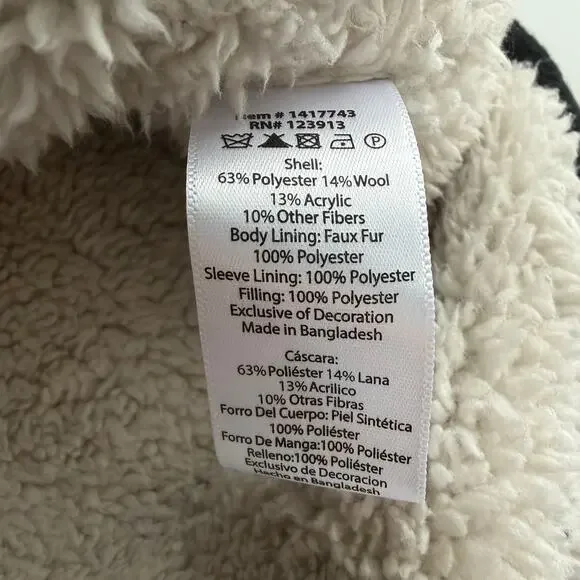 Item # 1417743
RN# 123913
P
Shell:
63% Polyester 14% Wool
13% Acrylic
10% Other Fibers
Body Lining: Faux Fur
100% Polyester
Sleeve Lining: 100% Polyester
Filling: 100% Polyester
Exclusive of Decoration
Made in Bangladesh
Cáscara:
63% Poliéster 14% Lana
13% Acrilico
10% Otras Fibras
Forro Del Cuerpo: Piel Sintética
100% Poliéster
Forro De Manga:100% Poliéster
Relleno:100% Poliéster
Exclusivo de Decoracion
Hecho en Bangladesh